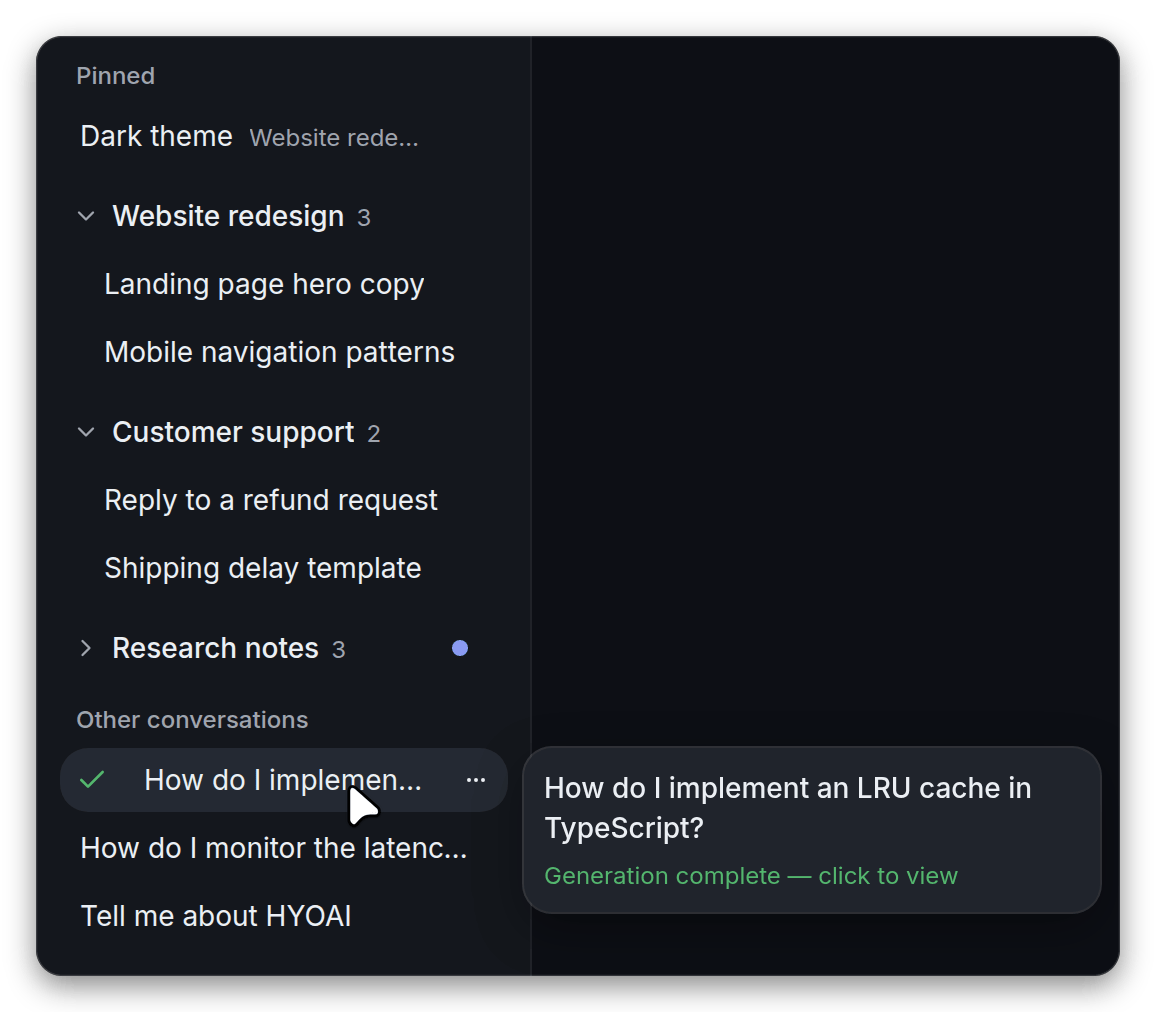 Pinned
Dark theme Website rede...
Website redesign 3
Landing page hero copy
Mobile navigation patterns
Customer support 2
Reply to a refund request
Shipping delay template
Research notes 3
Other conversations
How do I implemen...
How do I monitor the latenc...
Tell me about HYOAI
How do I implement an LRU cache in
TypeScript?
Generation complete — click to view